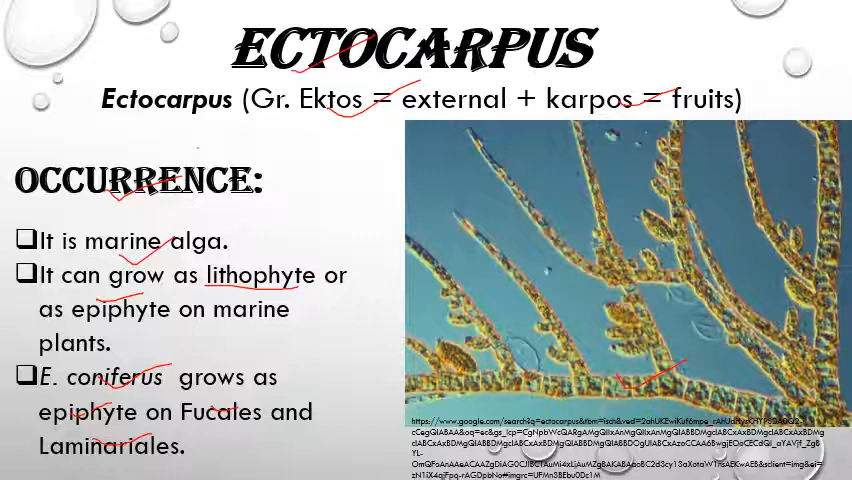 ECTOCARPUS
Ectocarpus (Gr. Ektos = external + karpos = fruits)
OCCURRENCE:
It is marine alga.
It can grow as lithophyte or
as epiphyte on marine
plants.
E. coniferus grows as
epiphyte on Fucales and
Laminariales.